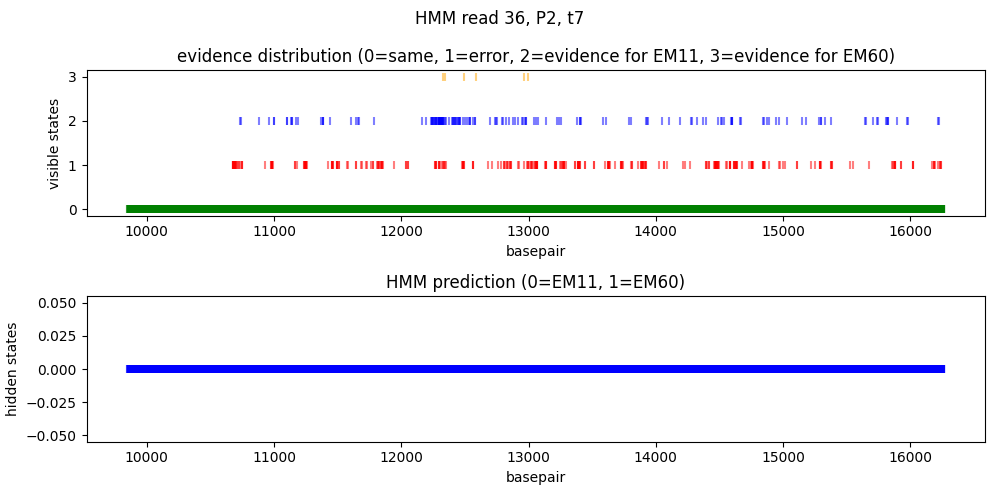 HMM read 36, P2, t7
evidence distribution (0=same, 1=error, 2=evidence for EM11, 3=evidence for EM60)
3
2
1
0
visible states
10000 11000 12000 13000 14000 15000 16000
basepair
HMM prediction (0=EM11, 1=EM60)
0.050
0.025
0.000
−0.025
−0.050
hidden states
10000 11000 12000 13000 14000 15000 16000
basepair